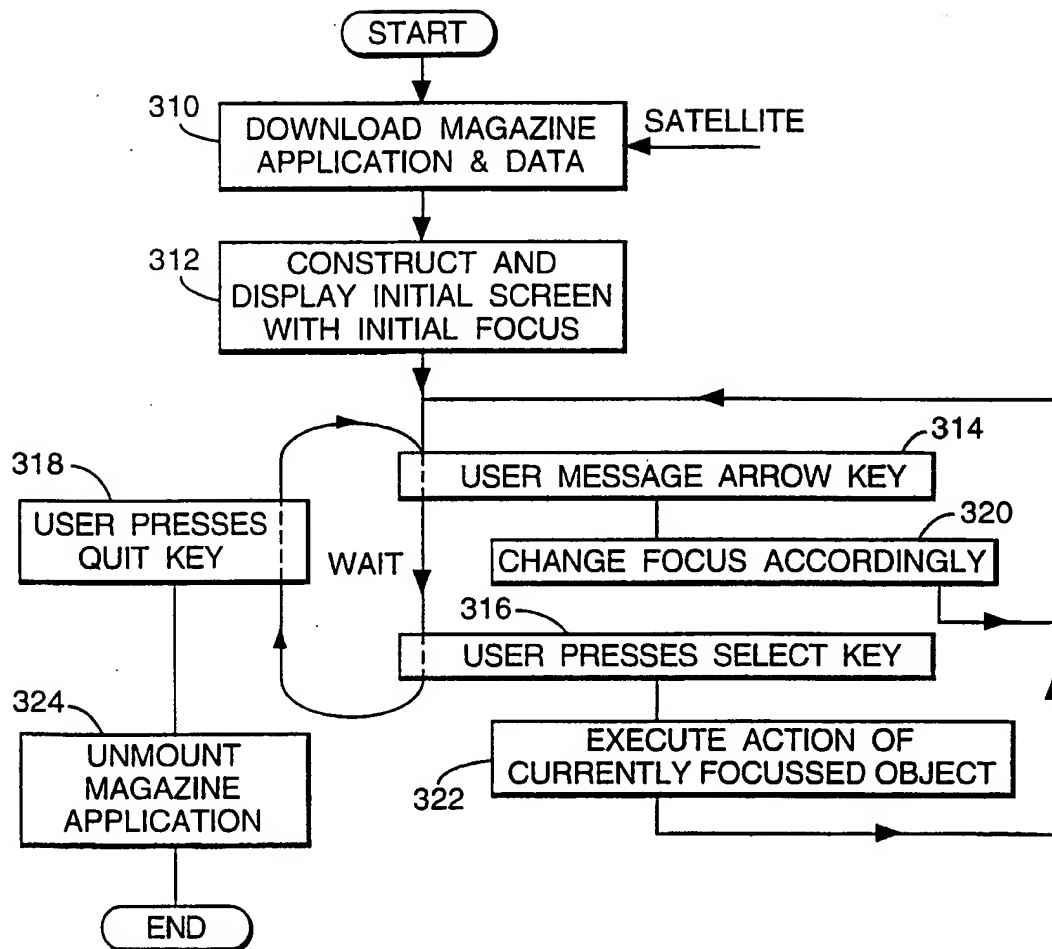 START
310
DOWNLOAD MAGAZINE
APPLICATION & DATA
SATELLITE
312
CONSTRUCT AND
DISPLAY INITIAL SCREEN
WITH INITIAL FOCUS
314
USER MESSAGE ARROW KEY
318
USER PRESSES
QUIT KEY
WAIT
320
CHANGE FOCUS ACCORDINGLY
316
USER PRESSES SELECT KEY
324
UNMOUNT
MAGAZINE
APPLICATION
322
EXECUTE ACTION OF
CURRENTLY FOCUSSED OBJECT
END